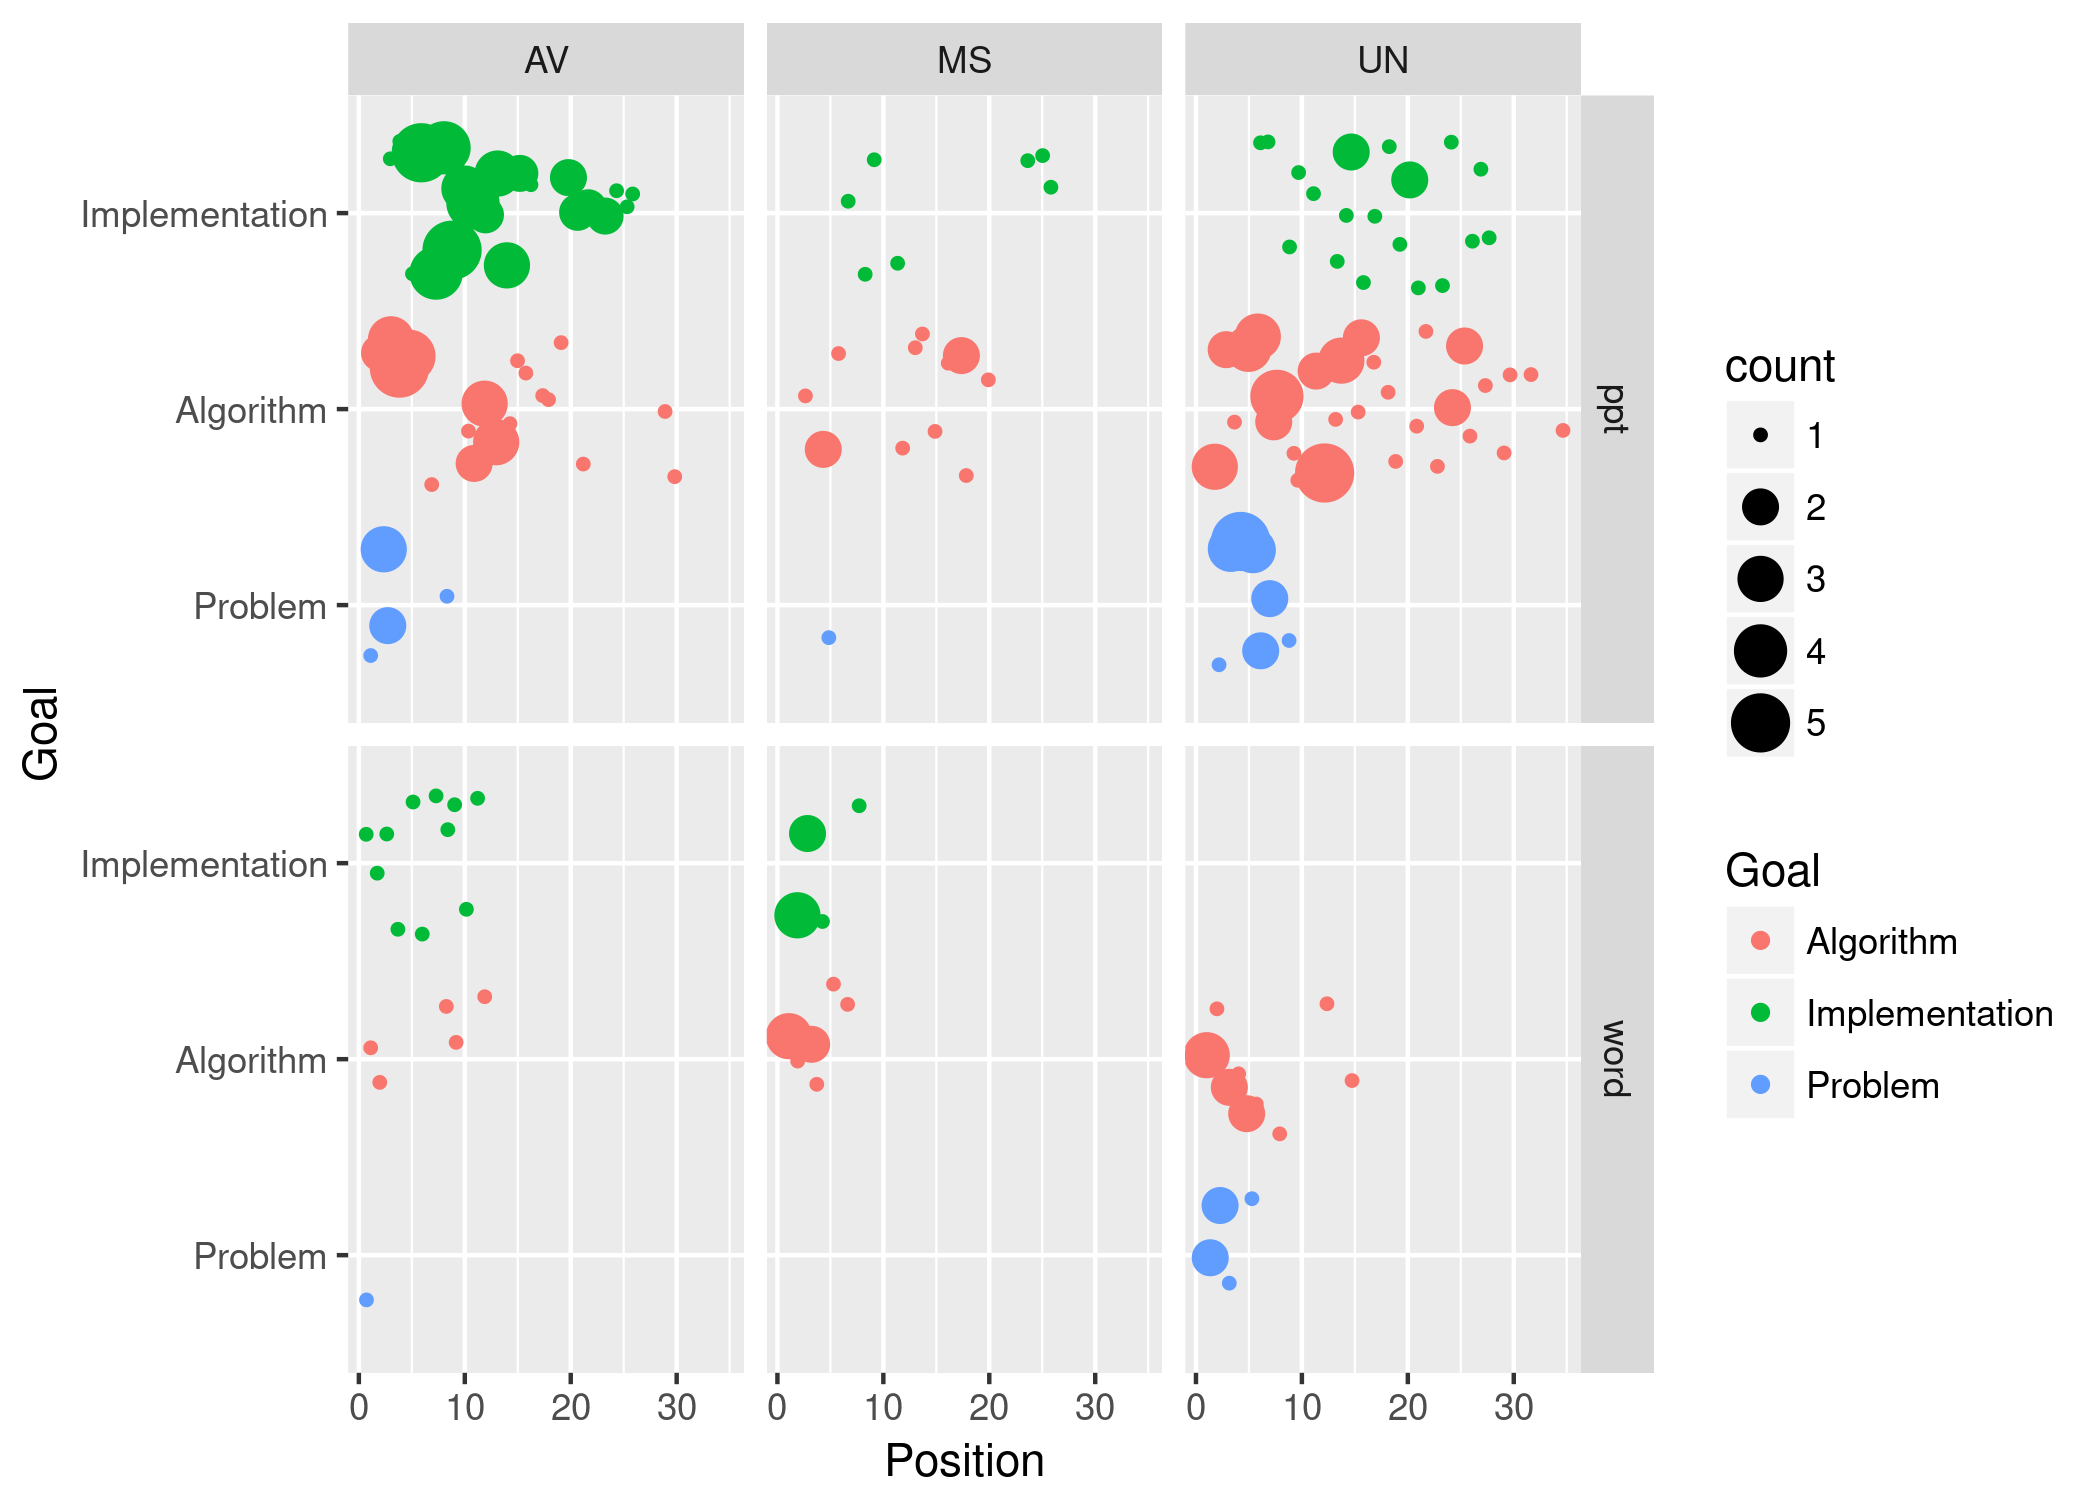 AV MS UN
Implementation
Algorithm
Problem
ppt
Implementation
Algorithm
Problem
word
Goal
0 10 20 30 0 10 20 30 0 10 20 30
Position
count
1
2
3
4
5
Goal
Algorithm
Implementation
Problem